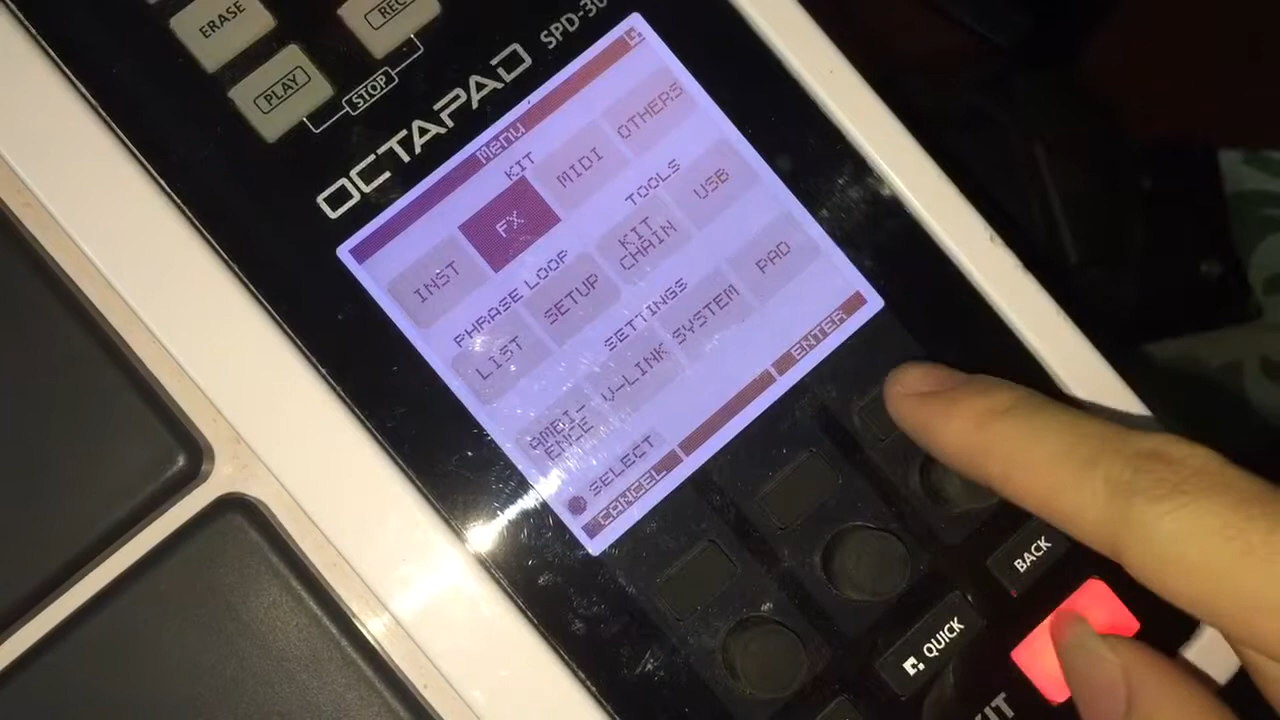 ERASE
REC
PLAY
STOP
OCTAPAD SPD-30
Menu
KIT
INST FX MIDI OTHERS
PHRASE LOOP TOOLS
LIST SETUP KIT CHAIN USB
SETTINGS
AMBI-ENCE V-LINK SYSTEM PAD
SELECT
CANCEL ENTER
BACK
QUICK
KIT